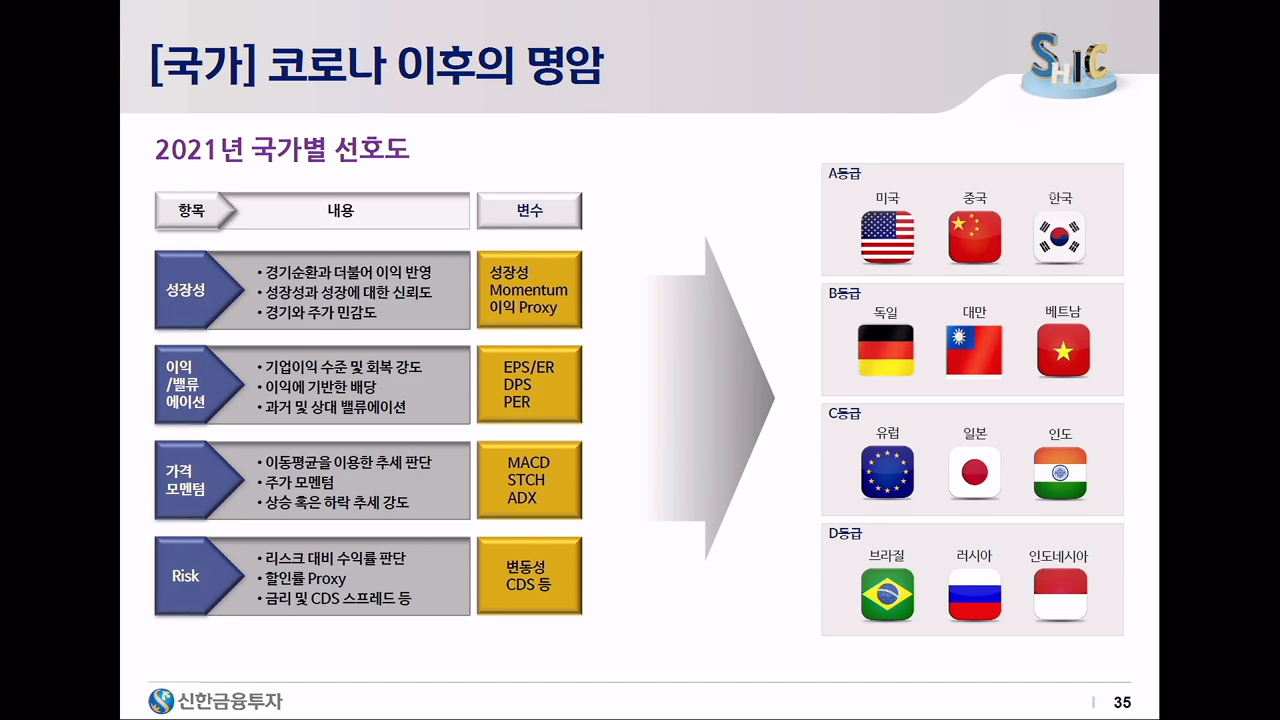 [국가] 코로나 이후의 명암
SHIC
2021년 국가별 선호도
항목
내용
변수
성장성
• 경기순환과 더불어 이익 반영
• 성장성과 성장에 대한 신뢰도
• 경기와 주가 민감도
성장성
Momentum
이익 Proxy
이익
/밸류
에이션
• 기업이익 수준 및 회복 강도
• 이익에 기반한 배당
• 과거 및 상대 밸류에이션
EPS/ER
DPS
PER
가격
모멘텀
• 이동평균을 이용한 추세 판단
• 주가 모멘텀
• 상승 혹은 하락 추세 강도
MACD
STCH
ADX
Risk
• 리스크 대비 수익률 판단
• 할인률 Proxy
• 금리 및 CDS 스프레드 등
변동성
CDS 등
A등급
미국 중국 한국
B등급
독일 대만 베트남
C등급
유럽 일본 인도
D등급
브라질 러시아 인도네시아
신한금융투자
35